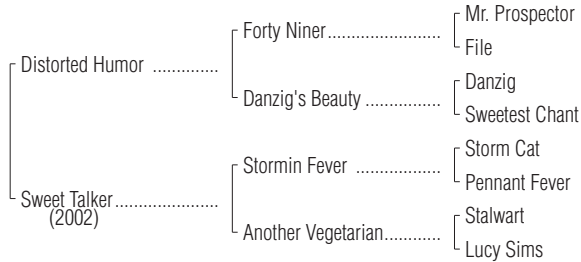 Mr. Prospector
Forty Niner......................
File
Distorted Humor .............
Danzig
Danzig's Beauty ...............
Sweetest Chant
Storm Cat
Stormin Fever .................
Pennant Fever
Sweet Talker....................
(2002)
Stalwart
Another Vegetarian...........
Lucy Sims